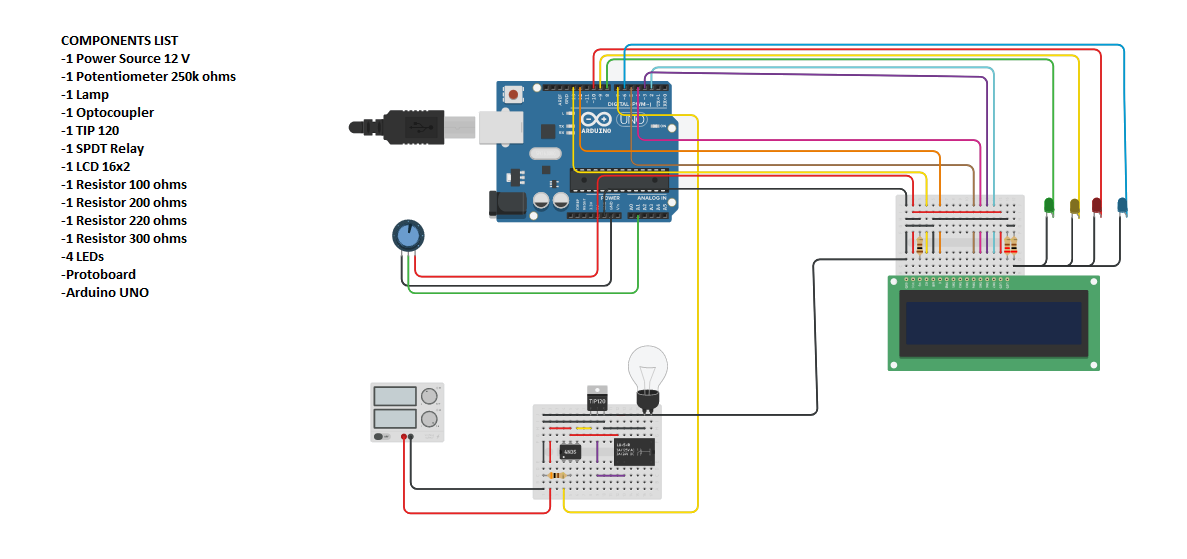 COMPONENTS LIST
-1 Power Source 12 V
-1 Potentiometer 250k ohms
-1 Lamp
-1 Optocoupler
-1 TIP 120
-1 SPDT Relay
-1 LCD 16x2
-1 Resistor 100 ohms
-1 Resistor 200 ohms
-1 Resistor 220 ohms
-1 Resistor 300 ohms
-4 LEDs
-Protoboard
-Arduino UNO
DIGITAL (PWM~)
UNO
ARDUINO
POWER
ANALOG IN
TIP120
4N35